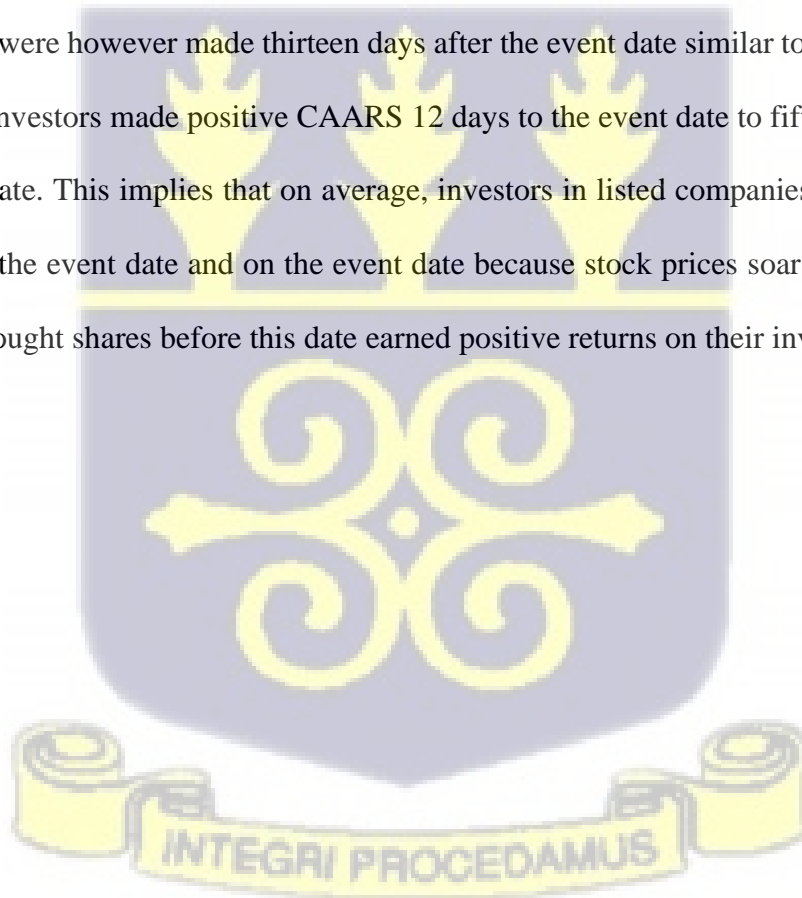 were however made thirteen days after the event date similar to
nvestors made positive CAARS 12 days to the event date to fif
ate. This implies that on average, investors in listed companies
the event date and on the event date because stock prices soar
ought shares before this date earned positive returns on their inv
INTEGRI PROCEDAMUS